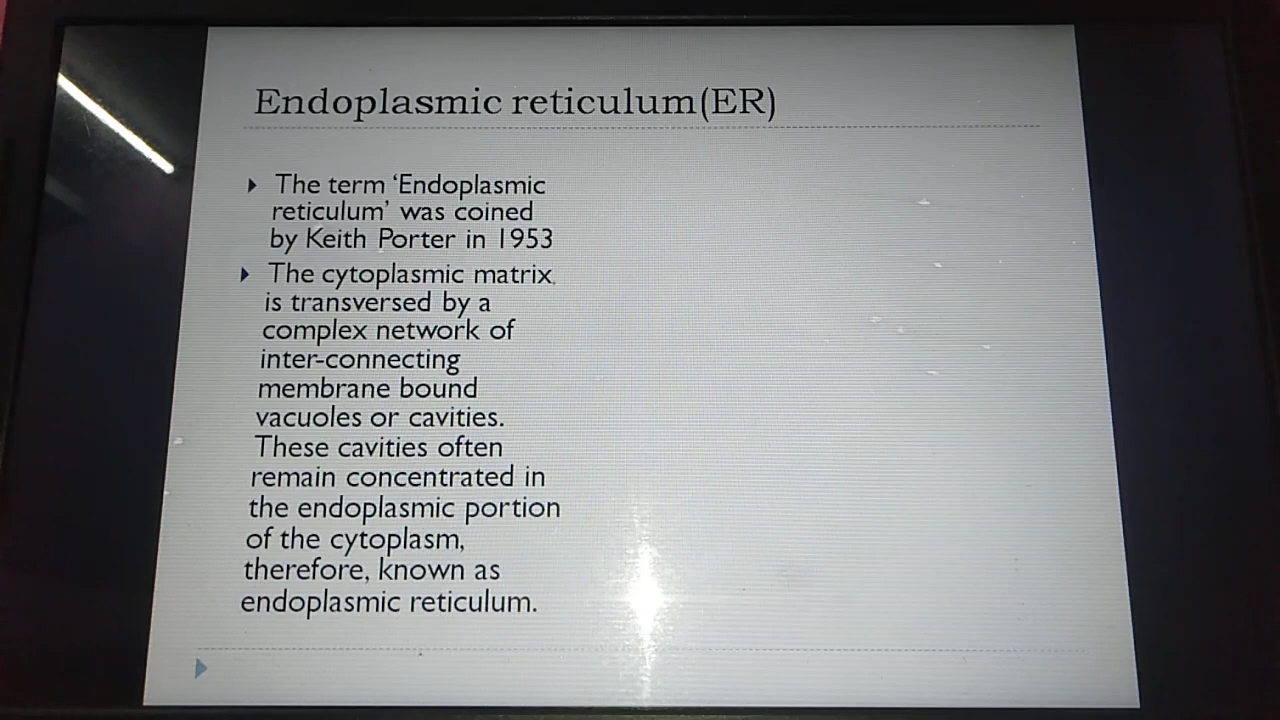 Endoplasmic reticulum(ER)
The term ‘Endoplasmic
reticulum’ was coined
by Keith Porter in 1953
The cytoplasmic matrix
is transversed by a
complex network of
inter-connecting
membrane bound
vacuoles or cavities.
These cavities often
remain concentrated in
the endoplasmic portion
of the cytoplasm,
therefore, known as
endoplasmic reticulum.